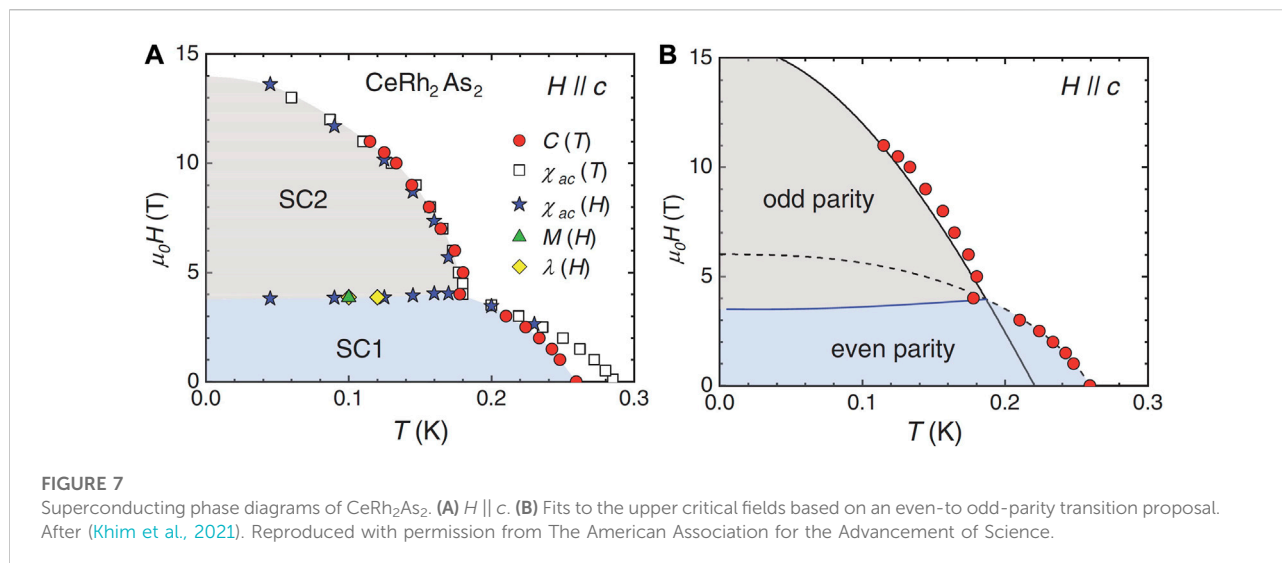 A
CeRh₂As₂
H // c
C (T)
χ ac (T)
χ ac (H)
M (H)
λ (H)
SC2
SC1
μ₀H (T)
15
10
5
0
0.0
0.1
0.2
0.3
T (K)
B
H // c
odd parity
even parity
μ₀H (T)
15
10
5
0
0.0
0.1
0.2
0.3
T (K)
FIGURE 7
Superconducting phase diagrams of CeRh₂As₂. (A) H || c. (B) Fits to the upper critical fields based on an even-to odd-parity transition proposal.
After (Khim et al., 2021). Reproduced with permission from The American Association for the Advancement of Science.